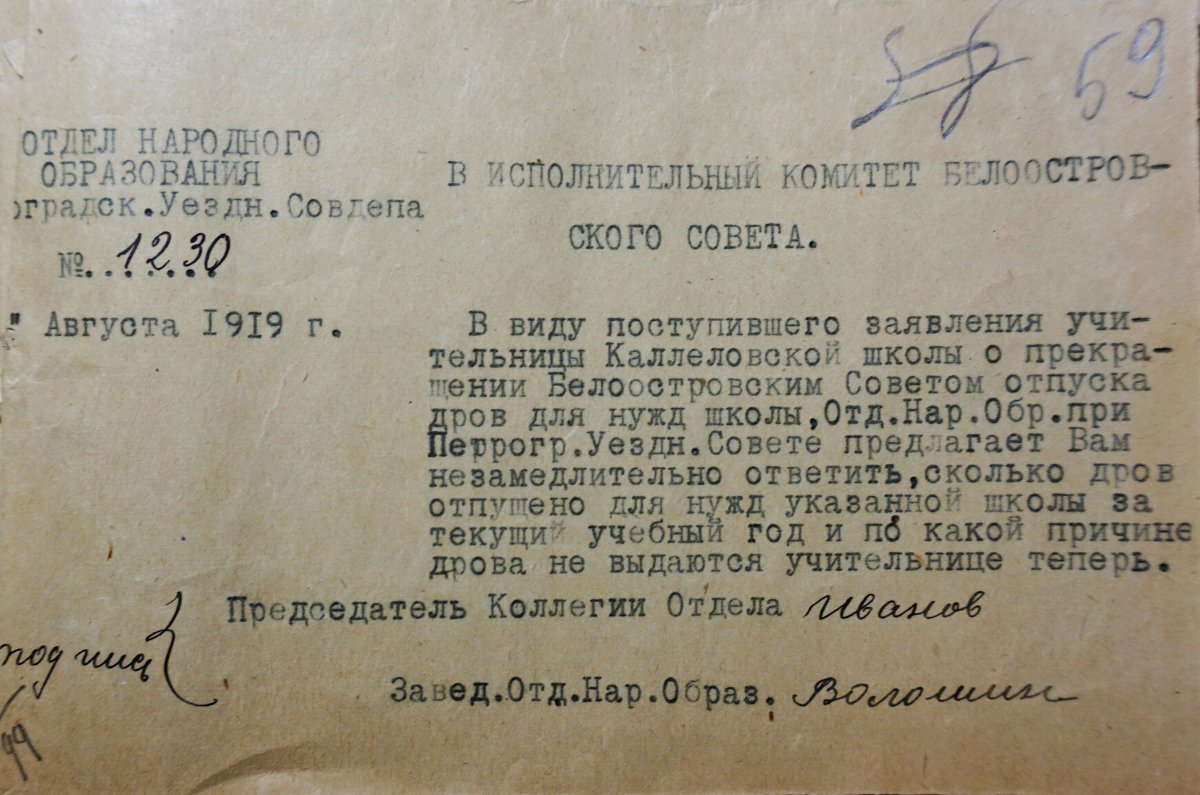 59
ОТДЕЛ НАРОДНОГО
ОБРАЗОВАНИЯ
оградск.Уездн.Совдепа
№.1230
" Августа 1919 г.
В ИСПОЛНИТЕЛЬНЫЙ КОМИТЕТ БЕЛООСТРОВ-
СКОГО СОВЕТА.
В виду поступившего заявления учи-
тельницы Каллеловской школы о прекра-
щении Белоостровским Советом отпуска
дров для нужд школы,Отд.Нар.Обр.при
Петрогр.Уездн.Совете предлагает Вам
незамедлительно ответить,сколько дров
отпущено для нужд указанной школы за
текущий учебный год и по какой причине
дрова не выдаются учительнице теперь.
Председатель Коллегии Отдела Иванов
подпись
Завед.Отд.Нар.Образ. Волошин